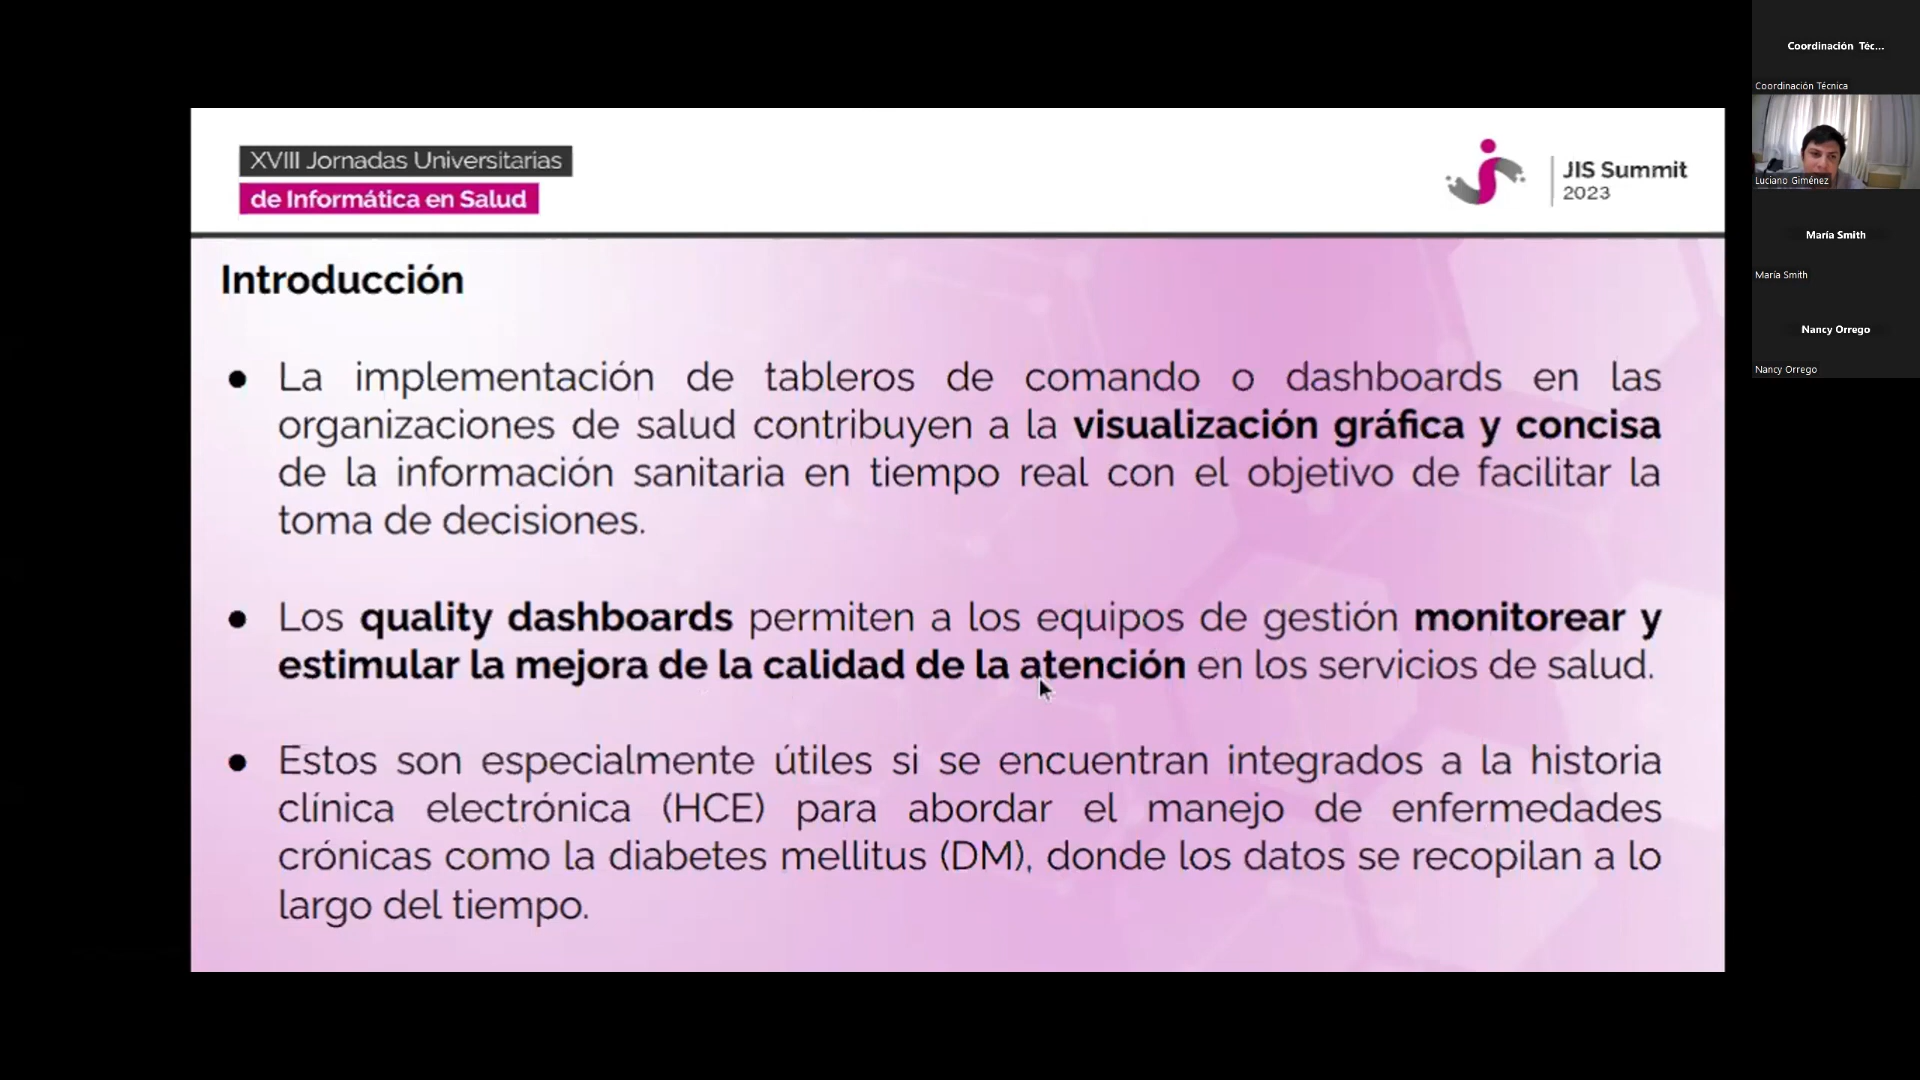 XVIII Jornadas Universitarias
de Informática en Salud
JIS Summit
2023
Introducción
● La implementación de tableros de comando o dashboards en las
organizaciones de salud contribuyen a la visualización gráfica y concisa
de la información sanitaria en tiempo real con el objetivo de facilitar la
toma de decisiones.
● Los quality dashboards permiten a los equipos de gestión monitorear y
estimular la mejora de la calidad de la atención en los servicios de salud.
● Estos son especialmente útiles si se encuentran integrados a la historia
clínica electrónica (HCE) para abordar el manejo de enfermedades
crónicas como la diabetes mellitus (DM), donde los datos se recopilan a lo
largo del tiempo.
Coordinación Téc...
Coordinación Técnica
Luciano Giménez
María Smith
María Smith
Nancy Orrego
Nancy Orrego